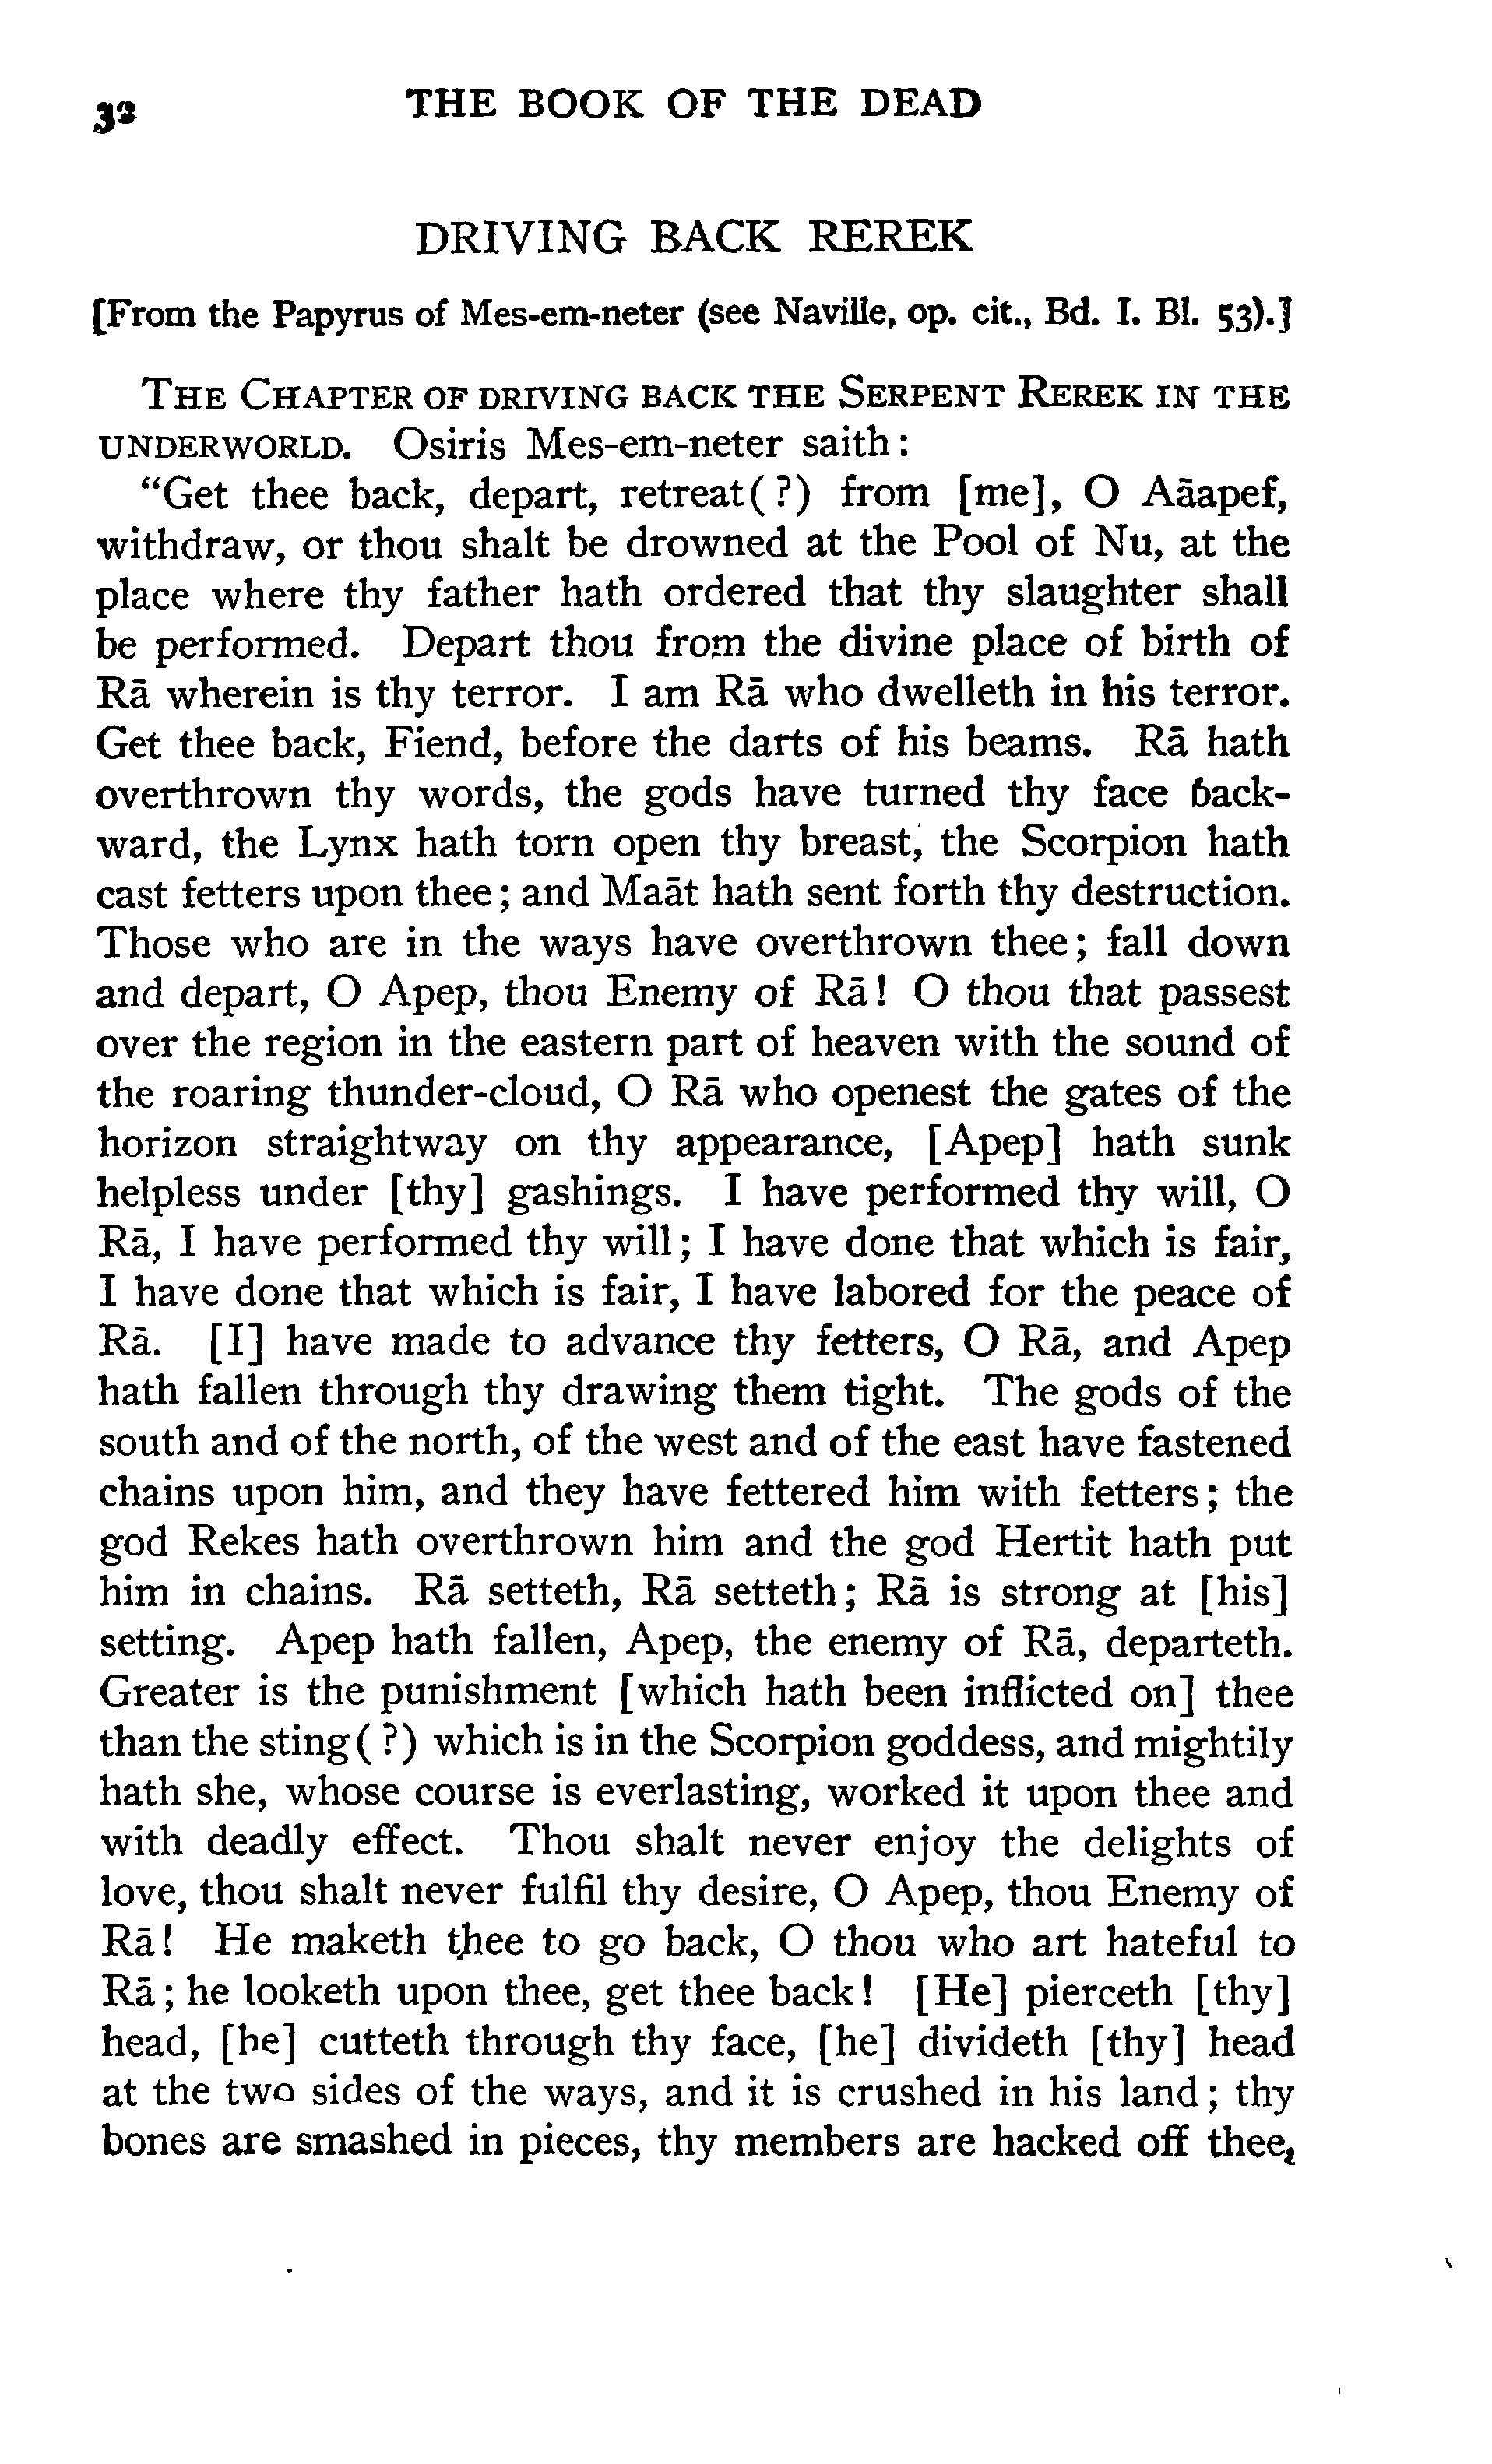 32 THE BOOK OF THE DEAD
DRIVING BACK REREK
[From the Papyrus of Mes-em-neter (see Naville, op. cit., Bd. I. Bl. 53).]
THE CHAPTER OF DRIVING BACK THE SERPENT REREK IN THE
UNDERWORLD. Osiris Mes-em-neter saith:
"Get thee back, depart, retreat(?) from [me], O Aāapef,
withdraw, or thou shalt be drowned at the Pool of Nu, at the
place where thy father hath ordered that thy slaughter shall
be performed. Depart thou from the divine place of birth of
Rā wherein is thy terror. I am Rā who dwelleth in his terror.
Get thee back, Fiend, before the darts of his beams. Rā hath
overthrown thy words, the gods have turned thy face back-
ward, the Lynx hath torn open thy breast, the Scorpion hath
cast fetters upon thee; and Maāt hath sent forth thy destruction.
Those who are in the ways have overthrown thee; fall down
and depart, O Apep, thou Enemy of Rā! O thou that passest
over the region in the eastern part of heaven with the sound of
the roaring thunder-cloud, O Rā who openest the gates of the
horizon straightway on thy appearance, [Apep] hath sunk
helpless under [thy] gashings. I have performed thy will, O
Rā, I have performed thy will; I have done that which is fair,
I have done that which is fair, I have labored for the peace of
Rā. [I] have made to advance thy fetters, O Rā, and Apep
hath fallen through thy drawing them tight. The gods of the
south and of the north, of the west and of the east have fastened
chains upon him, and they have fettered him with fetters; the
god Rekes hath overthrown him and the god Hertit hath put
him in chains. Rā setteth, Rā setteth; Rā is strong at [his]
setting. Apep hath fallen, Apep, the enemy of Rā, departeth.
Greater is the punishment [which hath been inflicted on] thee
than the sting(?) which is in the Scorpion goddess, and mightily
hath she, whose course is everlasting, worked it upon thee and
with deadly effect. Thou shalt never enjoy the delights of
love, thou shalt never fulfil thy desire, O Apep, thou Enemy of
Rā! He maketh thee to go back, O thou who art hateful to
Rā; he looketh upon thee, get thee back! [He] pierceth [thy]
head, [he] cutteth through thy face, [he] divideth [thy] head
at the two sides of the ways, and it is crushed in his land; thy
bones are smashed in pieces, thy members are hacked off thee,